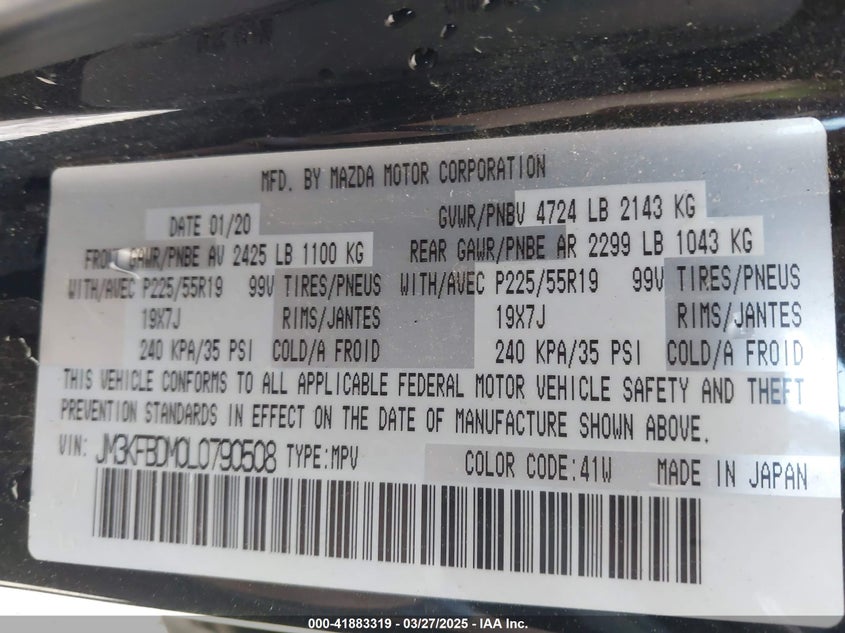 MFD. BY MAZDA MOTOR CORPORATION
DATE 01/20 GVWR/PNBV 4724 LB 2143 KG
FRONT GAWR/PNBE AV 2425 LB 1100 KG REAR GAWR/PNBE AR 2299 LB 1043 KG
WITH/AVEC P225/55R19 99V TIRES/PNEUS WITH/AVEC P225/55R19 99V TIRES/PNEUS
19X7J RIMS/JANTES 19X7J RIMS/JANTES
240 KPA/35 PSI COLD/A FROID 240 KPA/35 PSI COLD/A FROID
THIS VEHICLE CONFORMS TO ALL APPLICABLE FEDERAL MOTOR VEHICLE SAFETY AND THEFT
PREVENTION STANDARDS IN EFFECT ON THE DATE OF MANUFACTURE SHOWN ABOVE.
VIN: JM3KFBDM0L0790508 TYPE:MPV COLOR CODE:41W MADE IN JAPAN
000-41883319 - 03/27/2025 - IAA Inc.